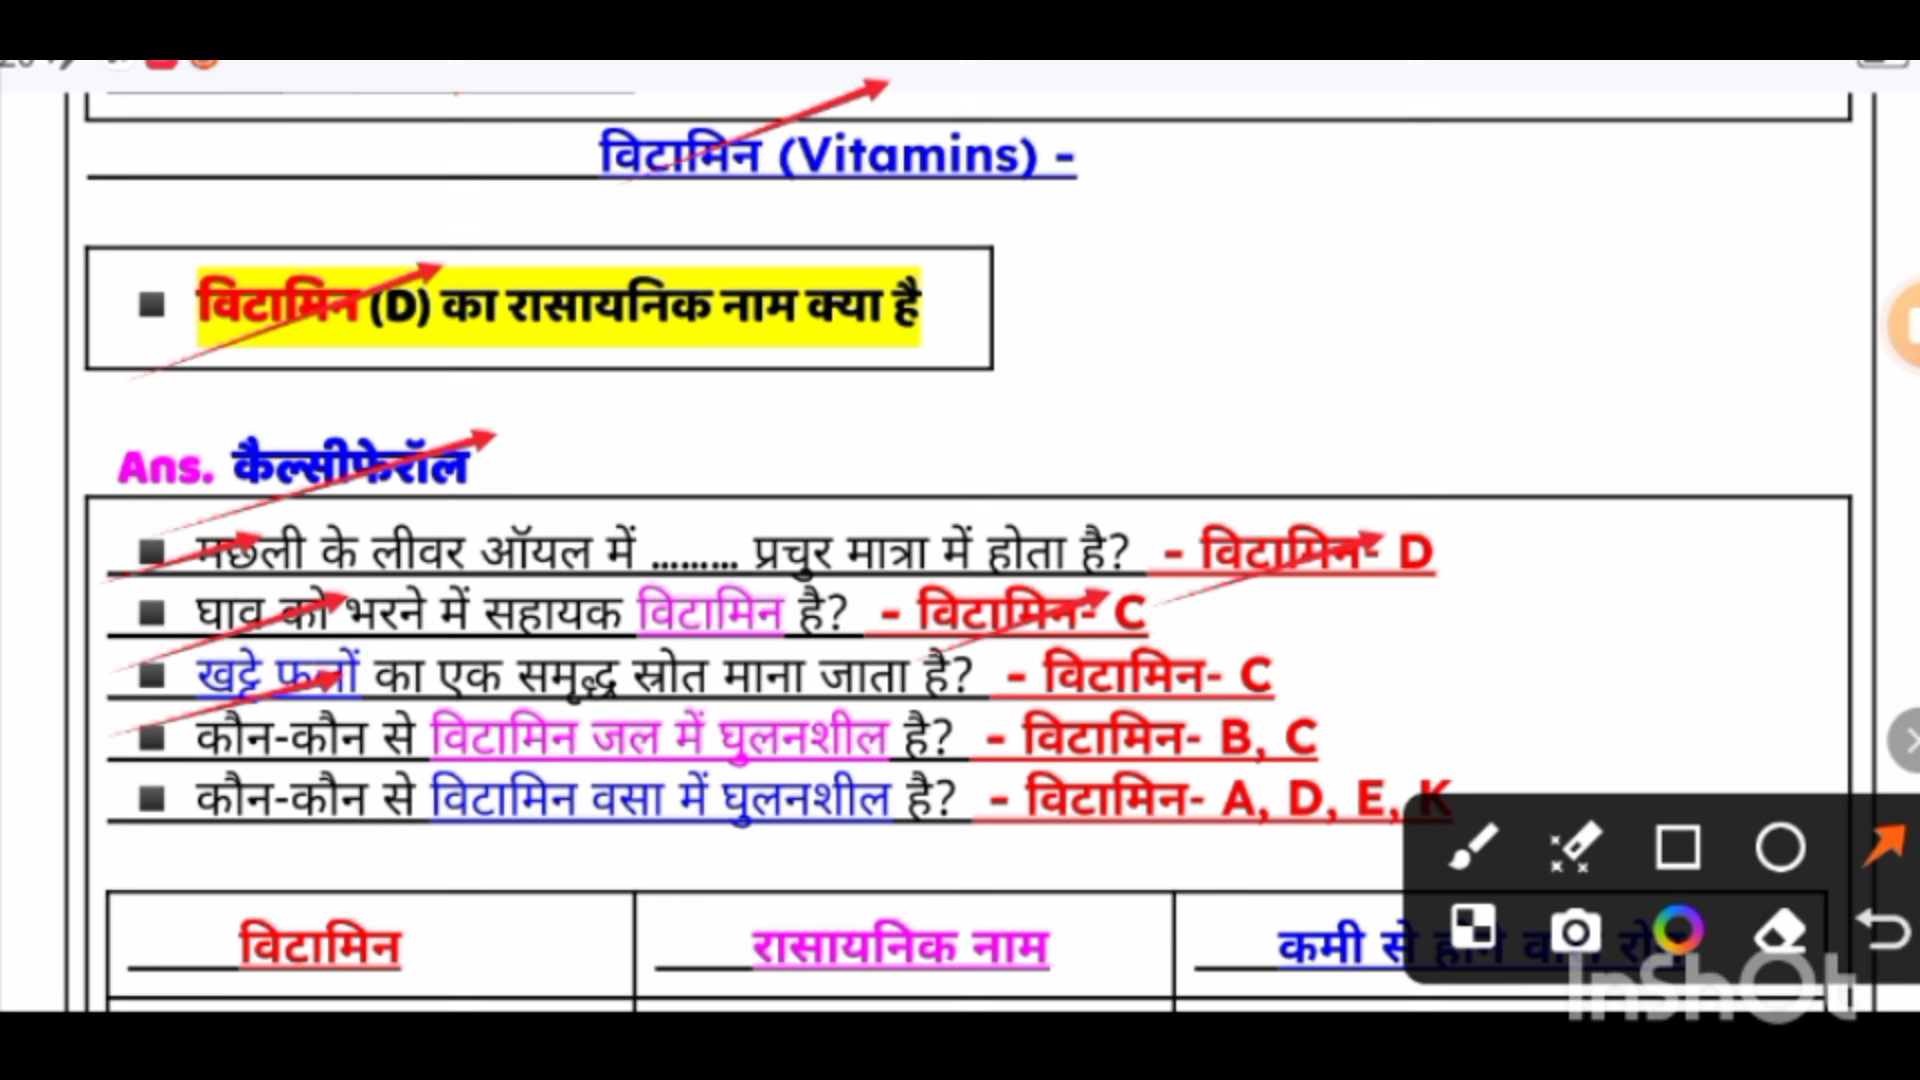 विटामिन (Vitamins) -
विटामिन (D) का रासायनिक नाम क्या है
Ans. कैल्सीफेरॉल
मछली के लीवर ऑयल में ......... प्रचुर मात्रा में होता है? - विटामिन- D
घाव को भरने में सहायक विटामिन है? - विटामिन- C
खट्टे फलों का एक समृद्ध स्रोत माना जाता है? - विटामिन- C
कौन-कौन से विटामिन जल में घुलनशील है? - विटामिन- B, C
कौन-कौन से विटामिन वसा में घुलनशील है? - विटामिन- A, D, E, K
विटामिन रासायनिक नाम कमी से होने वाले रोग
InShOt